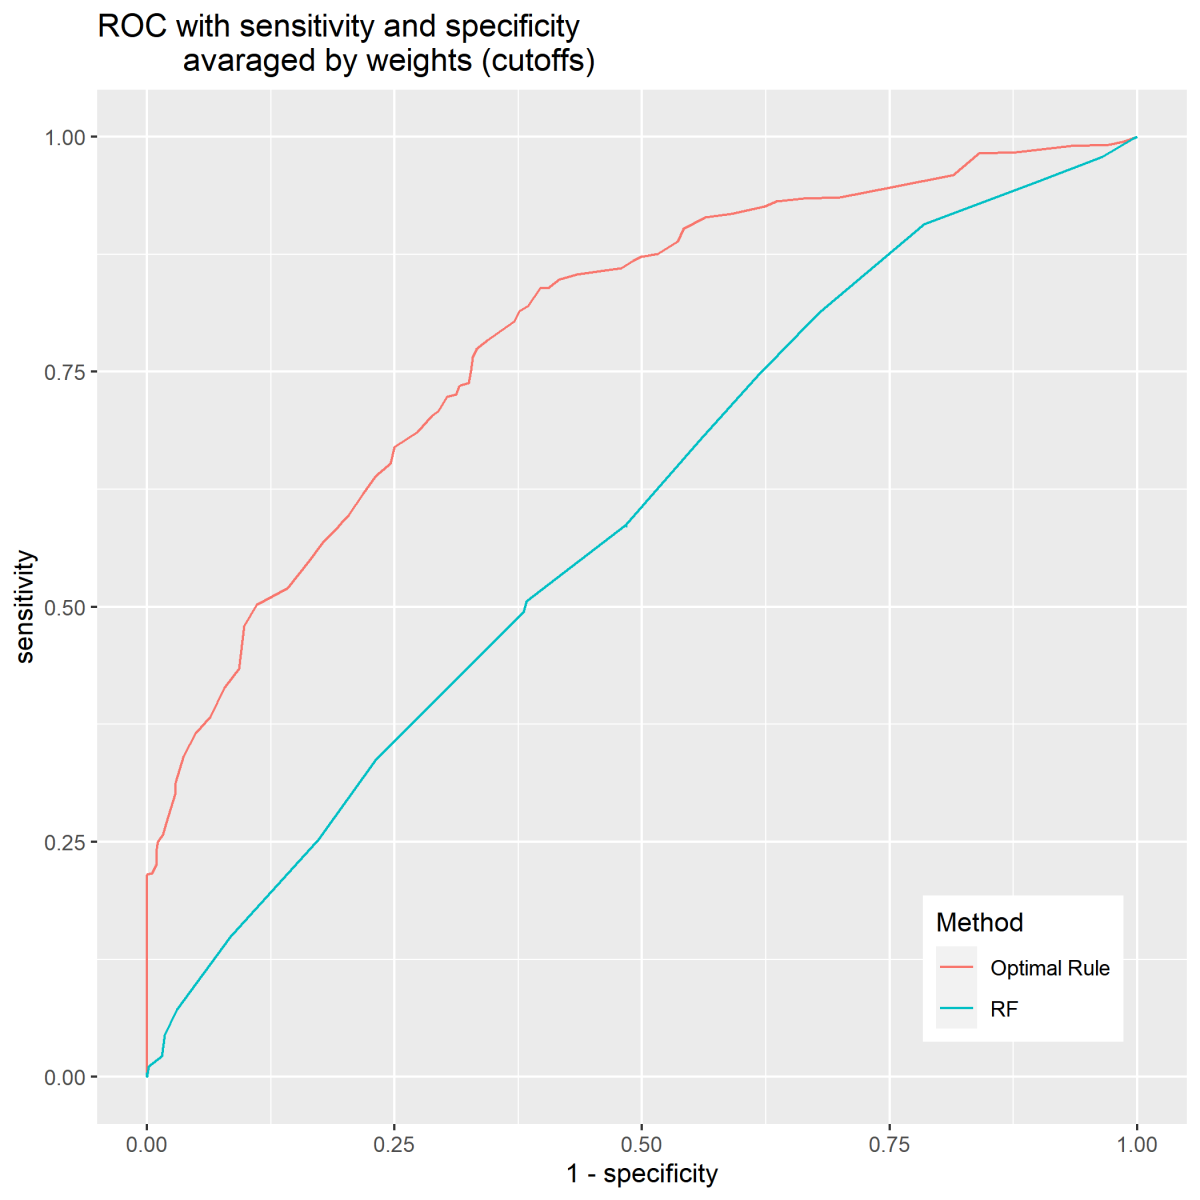 ROC with sensitivity and specificity
avaraged by weights (cutoffs)
1.00
0.75
0.50
0.25
0.00
sensitivity
Method
Optimal Rule
RF
0.00 0.25 0.50 0.75 1.00
1 - specificity